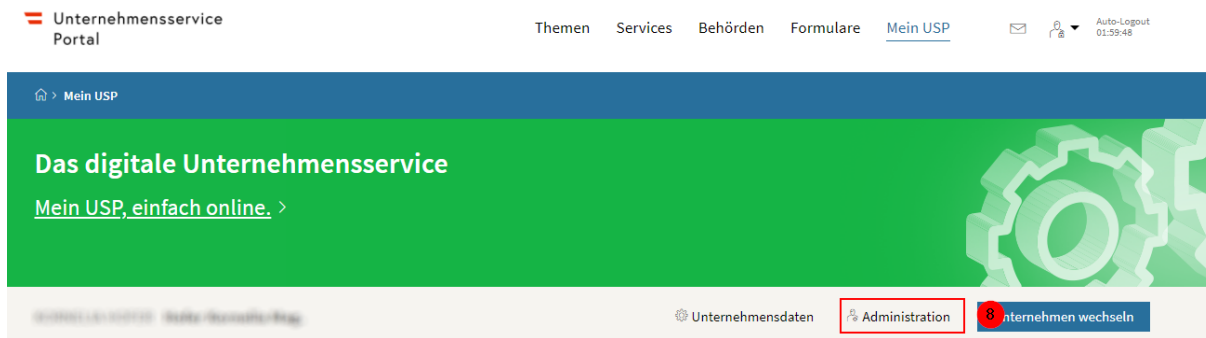 Unternehmensservice
Portal
Themen Services Behörden Formulare Mein USP
Auto-Logout
01:59:48
> Mein USP
Das digitale Unternehmensservice
Mein USP, einfach online. >
Unternehmensdaten Administration 8 nternehmen wechseln